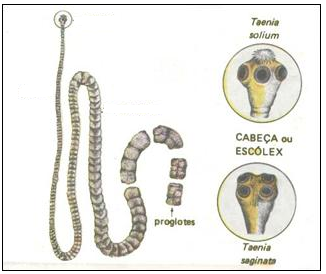 Taenia
solium
CABEÇA ou
ESCÓLEX
proglotes
Taenia
saginata